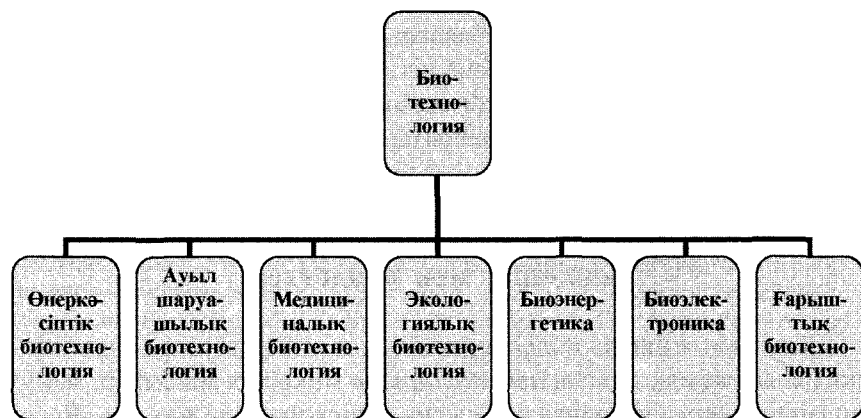 Био-
техно-
логия
Өнеркә-
сіптік
биотехно-
логия
Ауыл
шаруа-
шылық
биотехно-
логия
Медици-
налық
биотехно-
логия
Эколо-
гиялық
биотехно-
логия
Биоэнер-
гетика
Биоэлек-
троника
Ғарыш-
тық
биотехно-
логия